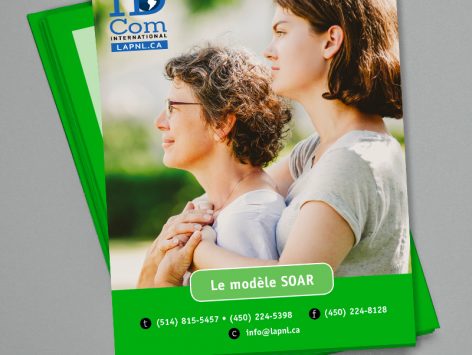 ID
Com
INTERNATIONAL
LAPNL.CA
Le modèle SOAR
t (514) 815-5457 • (450) 224-5398 f (450) 224-8128
c info@lapnl.ca